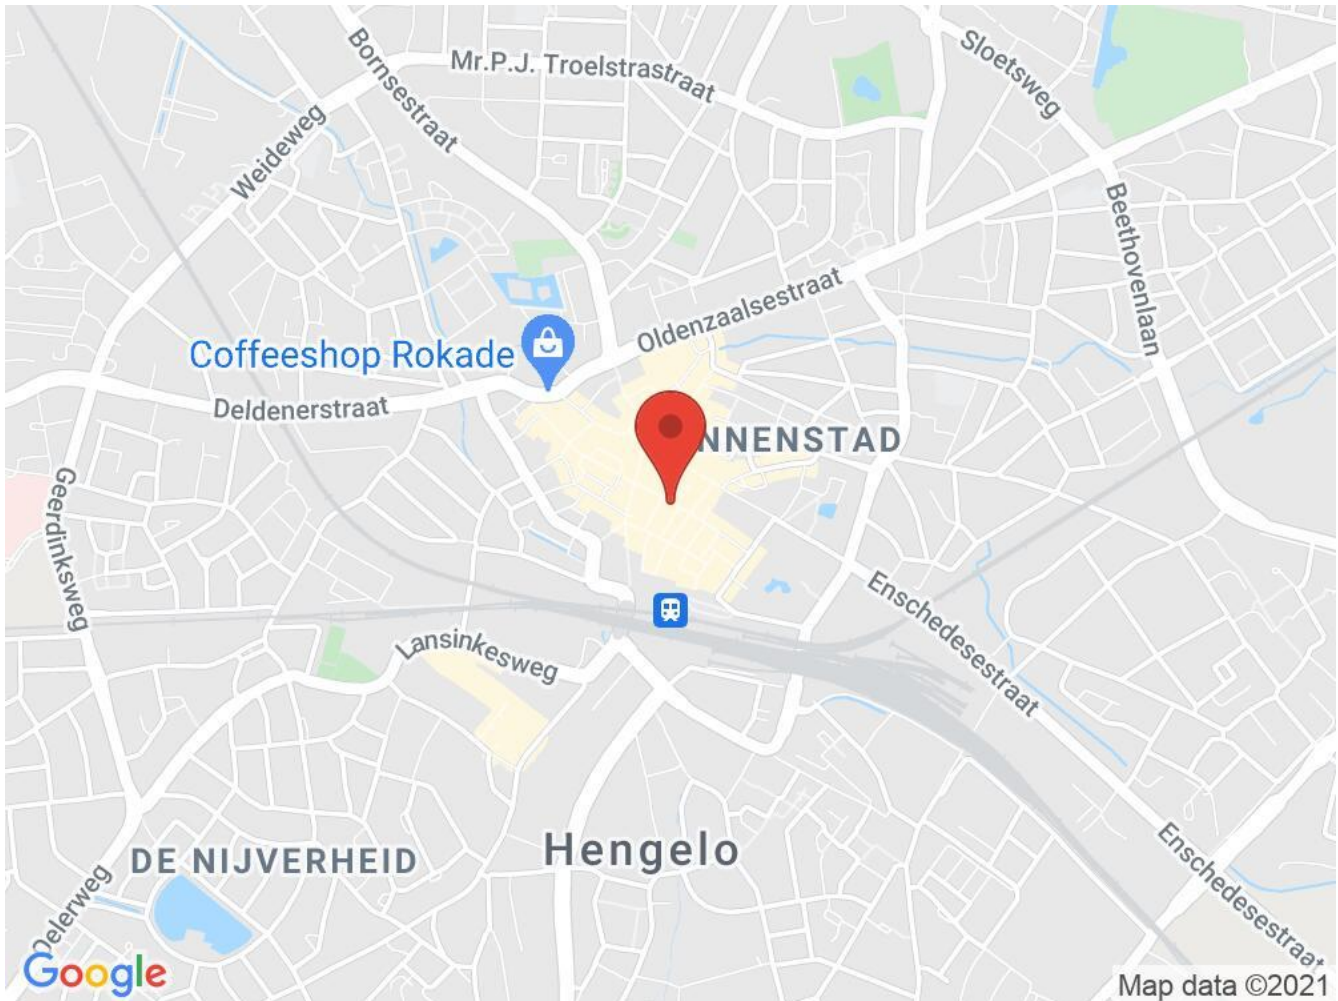 Bornsestraat
Mr.P.J. Troelstrastraat
Sloetsweg
Weideweg
Beethovenlaan
Oldenzaalsestraat
Coffeeshop Rokade
Deldenerstraat
NNENSTAD
Geerdinksweg
Enschedesestraat
Lansinkesweg
Hengelo
DE NIJVERHEID
Enschedesestraat
Oelerweg
Google
Map data ©2021